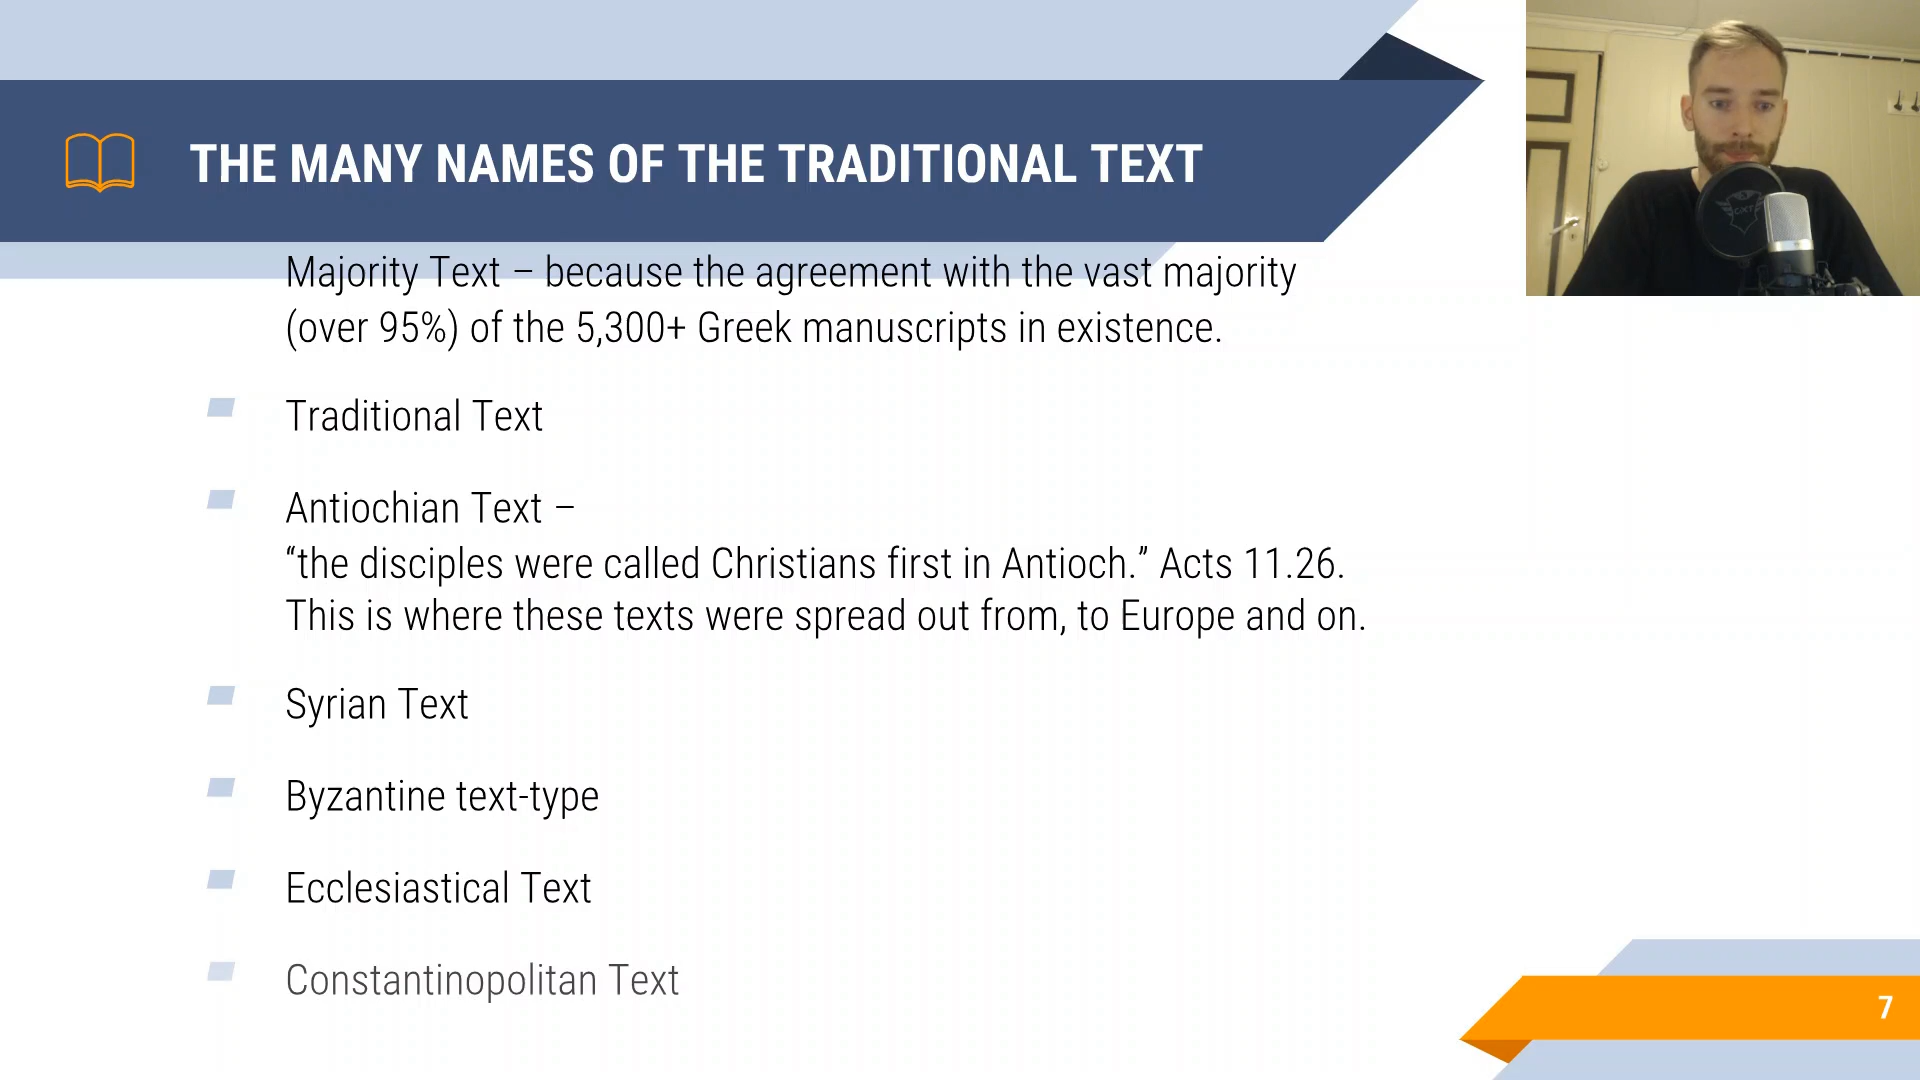 THE MANY NAMES OF THE TRADITIONAL TEXT
Majority Text – because the agreement with the vast majority
(over 95%) of the 5,300+ Greek manuscripts in existence.
Traditional Text
Antiochian Text –
“the disciples were called Christians first in Antioch.” Acts 11.26.
This is where these texts were spread out from, to Europe and on.
Syrian Text
Byzantine text-type
Ecclesiastical Text
Constantinopolitan Text
7